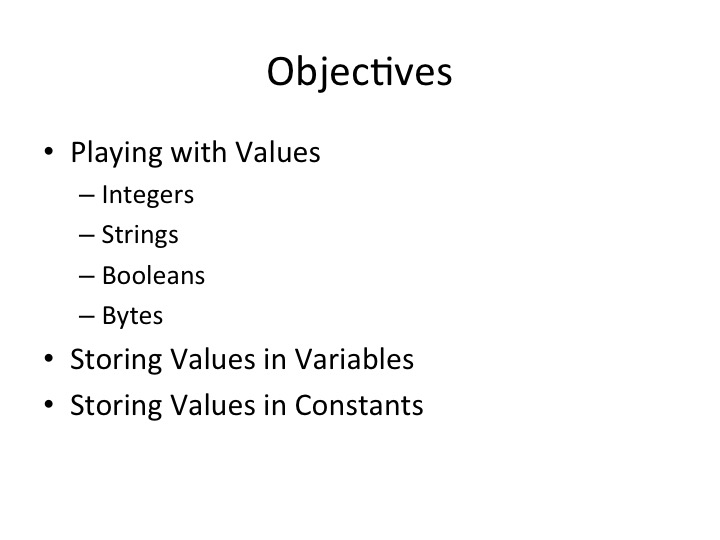 Objectives
• Playing with Values
– Integers
– Strings
– Booleans
– Bytes
• Storing Values in Variables
• Storing Values in Constants